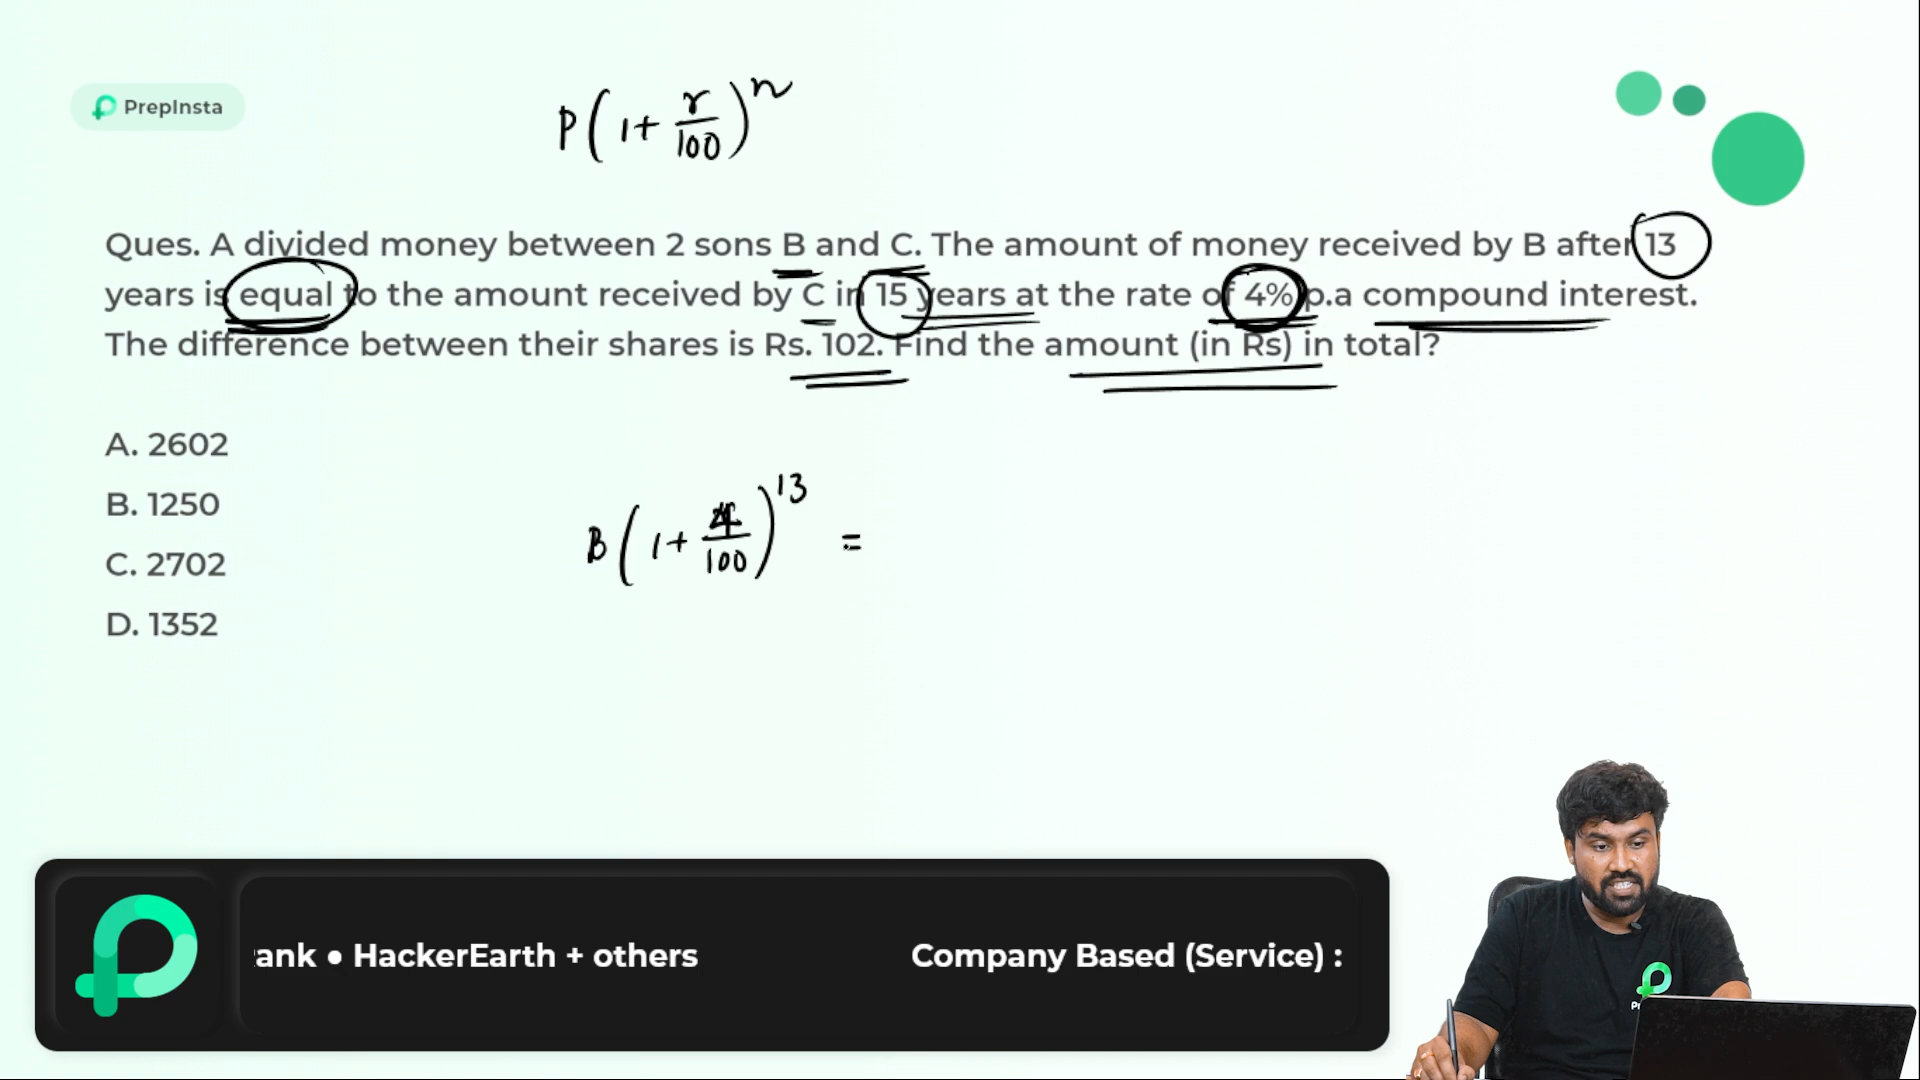 P(1+r/100)^n
PrepInsta
Ques. A divided money between 2 sons B and C. The amount of money received by B after 13
years is equal to the amount received by C in 15 years at the rate of 4% p.a compound interest.
The difference between their shares is Rs. 102. Find the amount (in Rs) in total?
A. 2602
B. 1250
C. 2702
D. 1352
B(1+4/100)^13 =
ank ● HackerEarth + others
Company Based (Service) :